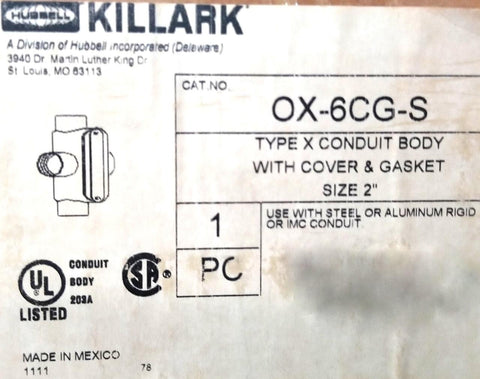 HUBBELL KILLARK
A Division of Hubbell Incorporated (Delaware)
3940 Dr. Martin Luther King Dr.
St. Louis, MO 63113
CAT.NO.
OX-6CG-S
TYPE X CONDUIT BODY
WITH COVER & GASKET
SIZE 2"
1
PC
USE WITH STEEL OR ALUMINUM RIGID
OR IMC CONDUIT.
UL
LISTED
CONDUIT
BODY
203A
SA
MADE IN MEXICO
1111
78